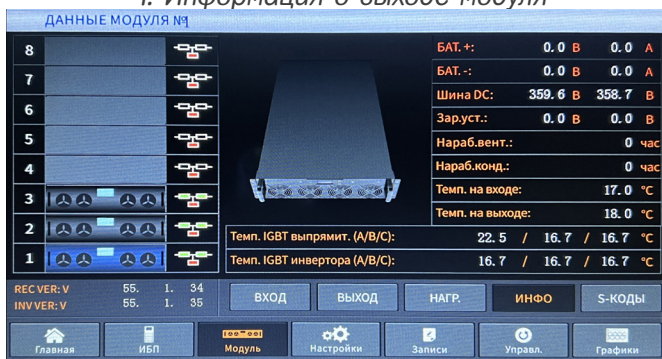 1. Информация о выходе модуля
ДАННЫЕ МОДУЛЯ №1
8
7
6
5
4
3
2
1
БАТ. +: 0.0 В 0.0 А
БАТ. -: 0.0 В 0.0 А
Шина DC: 359.6 В 358.7 В
Зар.уст.: 0.0 В 0.0 В
Нараб.вент.: 0 час
Нараб.конд.: 0 час
Темп. на входе: 17.0 °C
Темп. на выходе: 18.0 °C
Темп. IGBT выпрямит. (A/B/C): 22.5 / 16.7 / 16.7 °C
Темп. IGBT инвертора (A/B/C): 16.7 / 16.7 / 16.7 °C
REC VER: V 55. 1. 34
INV VER: V 55. 1. 35
ВХОД ВЫХОД НАГР. ИНФО S-КОДЫ
Главная ИБП Модуль Настройки Записи Управл. Графики